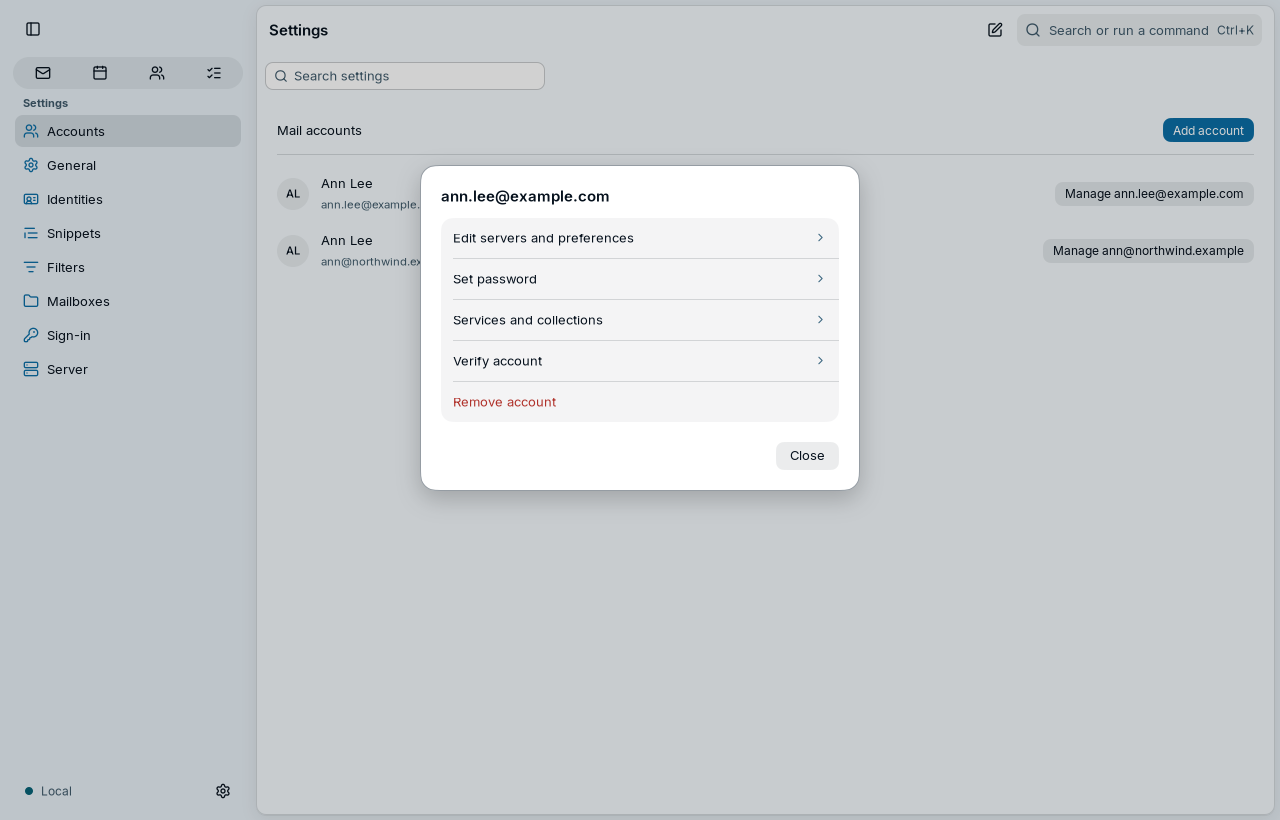 Settings
Search or run a command Ctrl+K
Search settings
Settings
Accounts
General
Identities
Snippets
Filters
Mailboxes
Sign-in
Server
Local
Mail accounts
Add account
AL
Ann Lee
ann.lee@example.
Manage ann.lee@example.com
AL
Ann Lee
ann@northwind.ex
Manage ann@northwind.example
ann.lee@example.com
Edit servers and preferences
Set password
Services and collections
Verify account
Remove account
Close